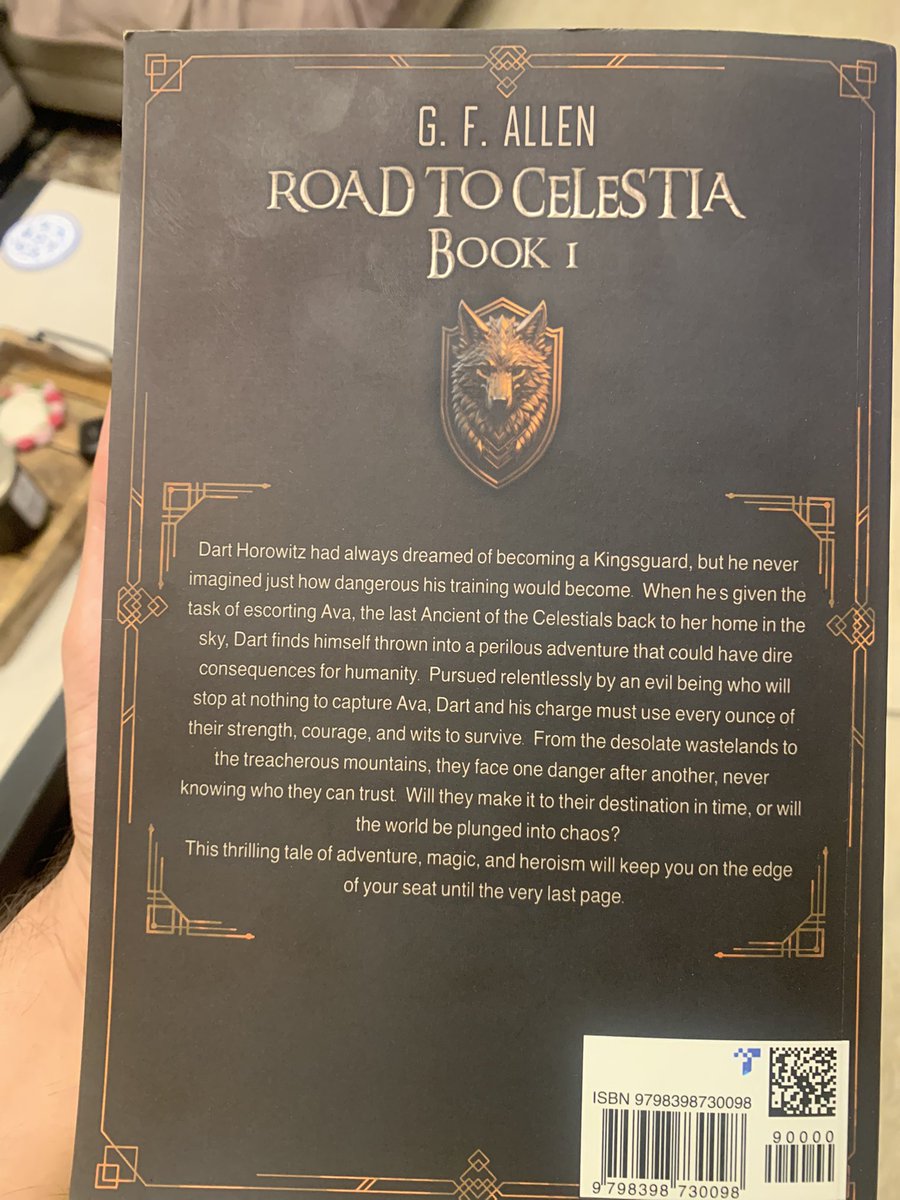 G. F. ALLEN
ROAD TO CELESTIA
BOOK 1
Dart Horowitz had always dreamed of becoming a Kingsguard, but he never
imagined just how dangerous his training would become. When he's given the
task of escorting Ava, the last Ancient of the Celestials back to her home in the
sky, Dart finds himself thrown into a perilous adventure that could have dire
consequences for humanity. Pursued relentlessly by an evil being who will
stop at nothing to capture Ava, Dart and his charge must use every ounce of
their strength, courage, and wits to survive. From the desolate wastelands to
the treacherous mountains, they face one danger after another, never
knowing who they can trust. Will they make it to their destination in time, or will
the world be plunged into chaos?
This thrilling tale of adventure, magic, and heroism will keep you on the edge
of your seat until the very last page.
ISBN 9798398730098
90000
9 798398 730098